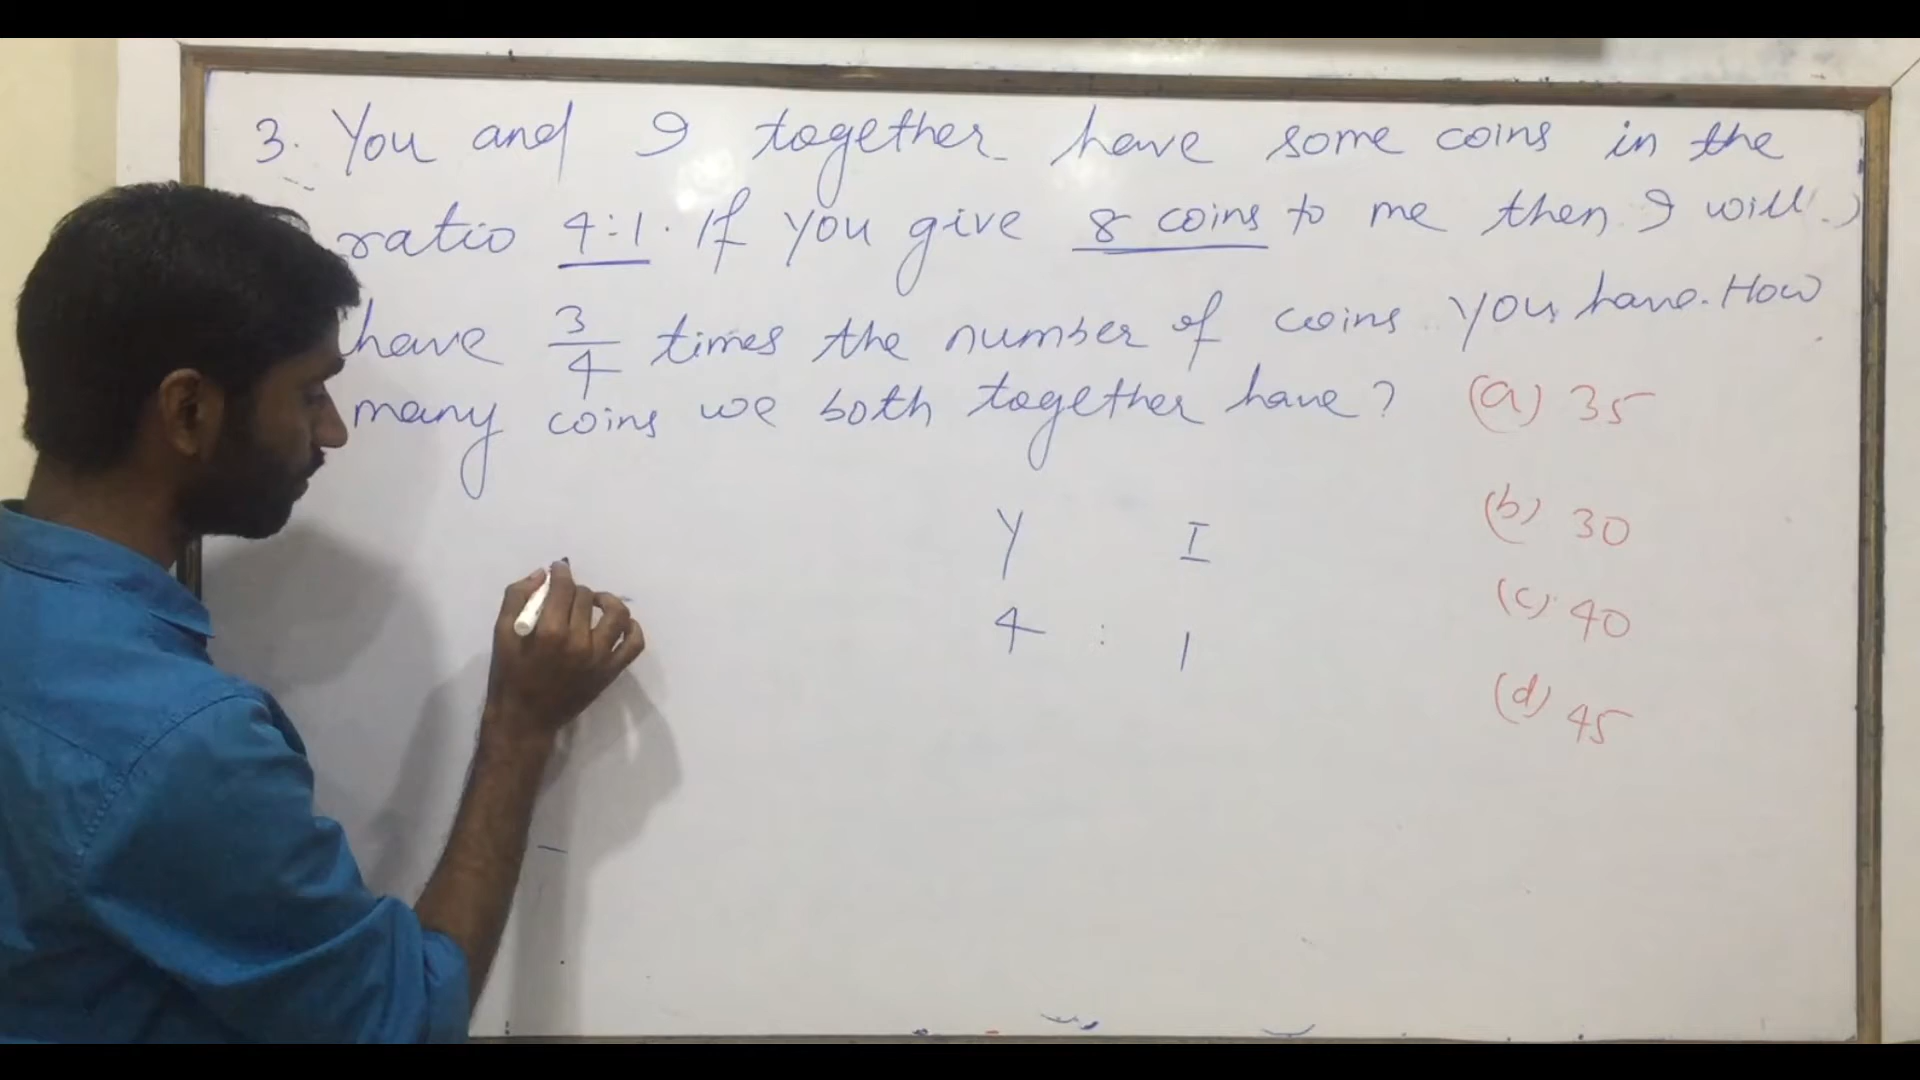 3. You and I together have some coins in the
ratio 4:1. If you give 8 coins to me then I will
have 3/4 times the number of coins you have. How
many coins we both together have?
(a) 35
(b) 30
(c) 40
(d) 45
Y I
4 : 1